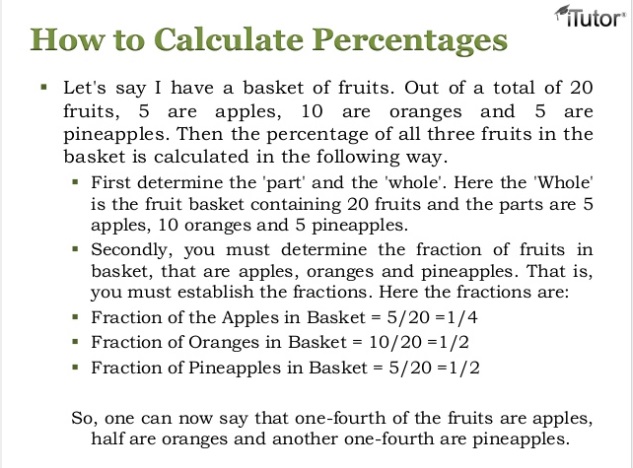 iTutor
How to Calculate Percentages
▪ Let's say I have a basket of fruits. Out of a total of 20
fruits, 5 are apples, 10 are oranges and 5 are
pineapples. Then the percentage of all three fruits in the
basket is calculated in the following way.
▪ First determine the 'part' and the 'whole'. Here the 'Whole'
is the fruit basket containing 20 fruits and the parts are 5
apples, 10 oranges and 5 pineapples.
▪ Secondly, you must determine the fraction of fruits in
basket, that are apples, oranges and pineapples. That is,
you must establish the fractions. Here the fractions are:
▪ Fraction of the Apples in Basket = 5/20 =1/4
▪ Fraction of Oranges in Basket = 10/20 =1/2
▪ Fraction of Pineapples in Basket = 5/20 =1/2
So, one can now say that one-fourth of the fruits are apples,
half are oranges and another one-fourth are pineapples.